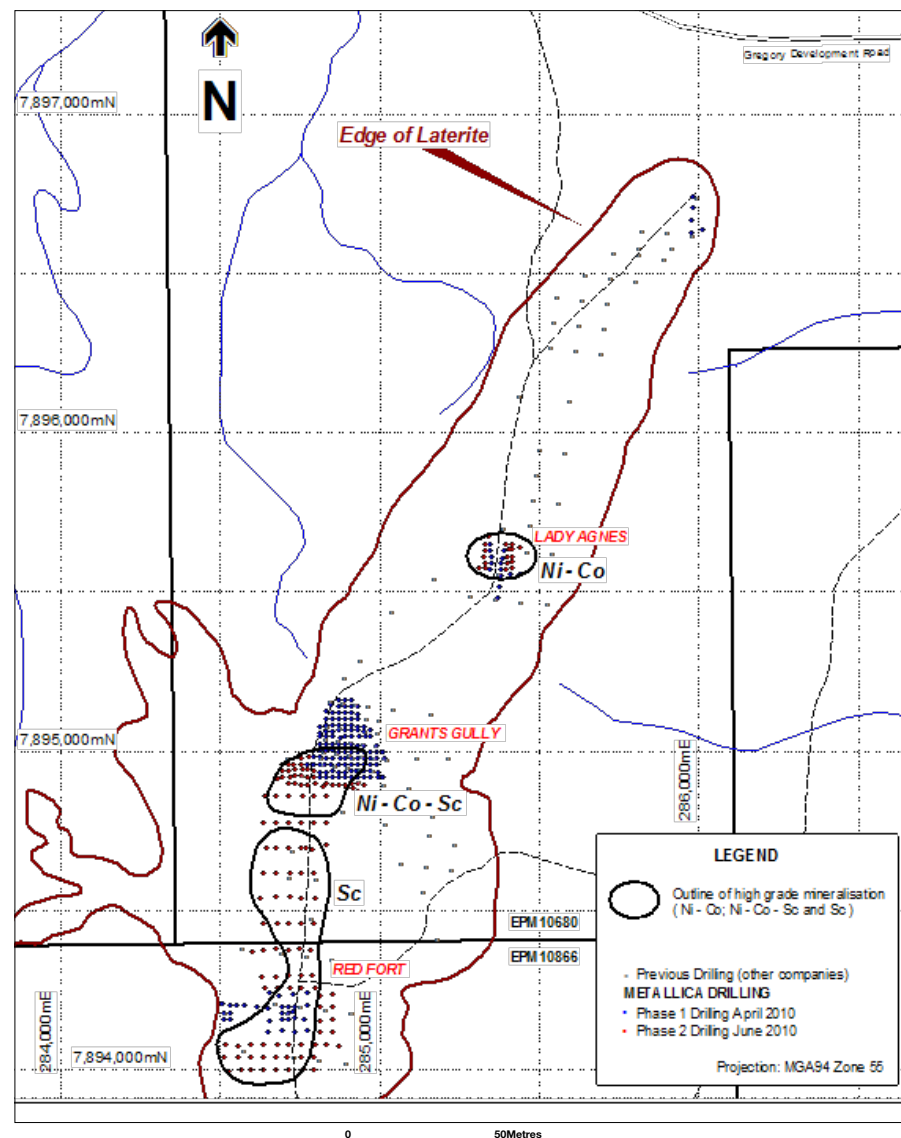 Gregory Development Road
N
7,897,000mN
Edge of Laterite
7,896,000mN
LADY AGNES
Ni - Co
GRANTS GULLY
7,895,000mN
286,000mE
Ni - Co - Sc
Sc
EPM 10680
EPM 10866
RED FORT
284,000mE
285,000mE
7,894,000mN
LEGEND
Outline of high grade mineralisation
( Ni - Co; Ni - Co - Sc and Sc )
Previous Drilling (other companies)
METALLICA DRILLING
Phase 1 Drilling April 2010
Phase 2 Drilling June 2010
Projection: MGA94 Zone 55
0 50Metres